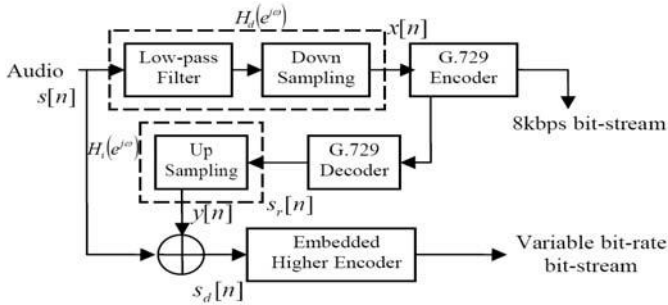 H_d(e^{jω})
x[n]
Audio
s[n]
Low-pass
Filter
Down
Sampling
G.729
Encoder
8kbps bit-stream
H_i(e^{jω})
Up
Sampling
G.729
Decoder
s_r[n]
y[n]
s_d[n]
Embedded
Higher Encoder
Variable bit-rate
bit-stream